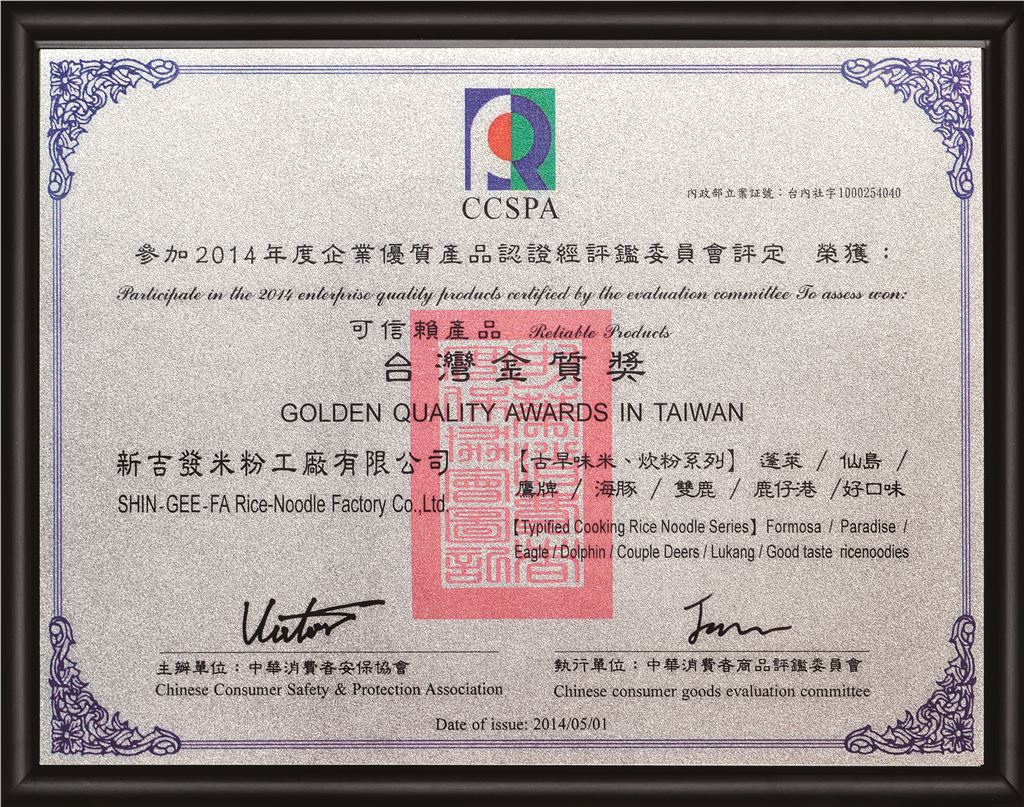 CCSPA
內政部立案証號：台內社字1000254040
參加2014年度企業優質產品認證經評鑑委員會評定 榮獲：
Participate in the 2014 enterprise quality products certified by the evaluation committee To assess won:
可信賴產品 Reliable Products
台灣金質獎
GOLDEN QUALITY AWARDS IN TAIWAN
新吉發米粉工廠有限公司
SHIN-GEE-FA Rice-Noodle Factory Co.,Ltd.
【古早味米、炊粉系列】 蓬萊 / 仙島 /
鷹牌 / 海豚 / 雙鹿 / 鹿仔港 /好口味
【Typified Cooking Rice Noodle Series】 Formosa / Paradise /
Eagle / Dolphin / Couple Deers / Lukang / Good taste ricenoodies
Victor
主辦單位：中華消費者安保協會
Chinese Consumer Safety & Protection Association
執行單位：中華消費者商品評鑑委員會
Chinese consumer goods evaluation committee
Date of issue: 2014/05/01